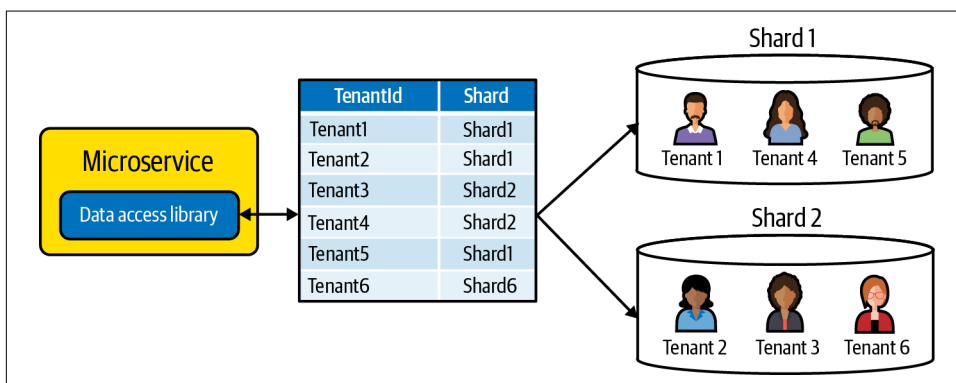 Microservice
Data access library
TenantId Shard
Tenant1 Shard1
Tenant2 Shard1
Tenant3 Shard2
Tenant4 Shard2
Tenant5 Shard1
Tenant6 Shard6
Shard 1
Tenant 1 Tenant 4 Tenant 5
Shard 2
Tenant 2 Tenant 3 Tenant 6